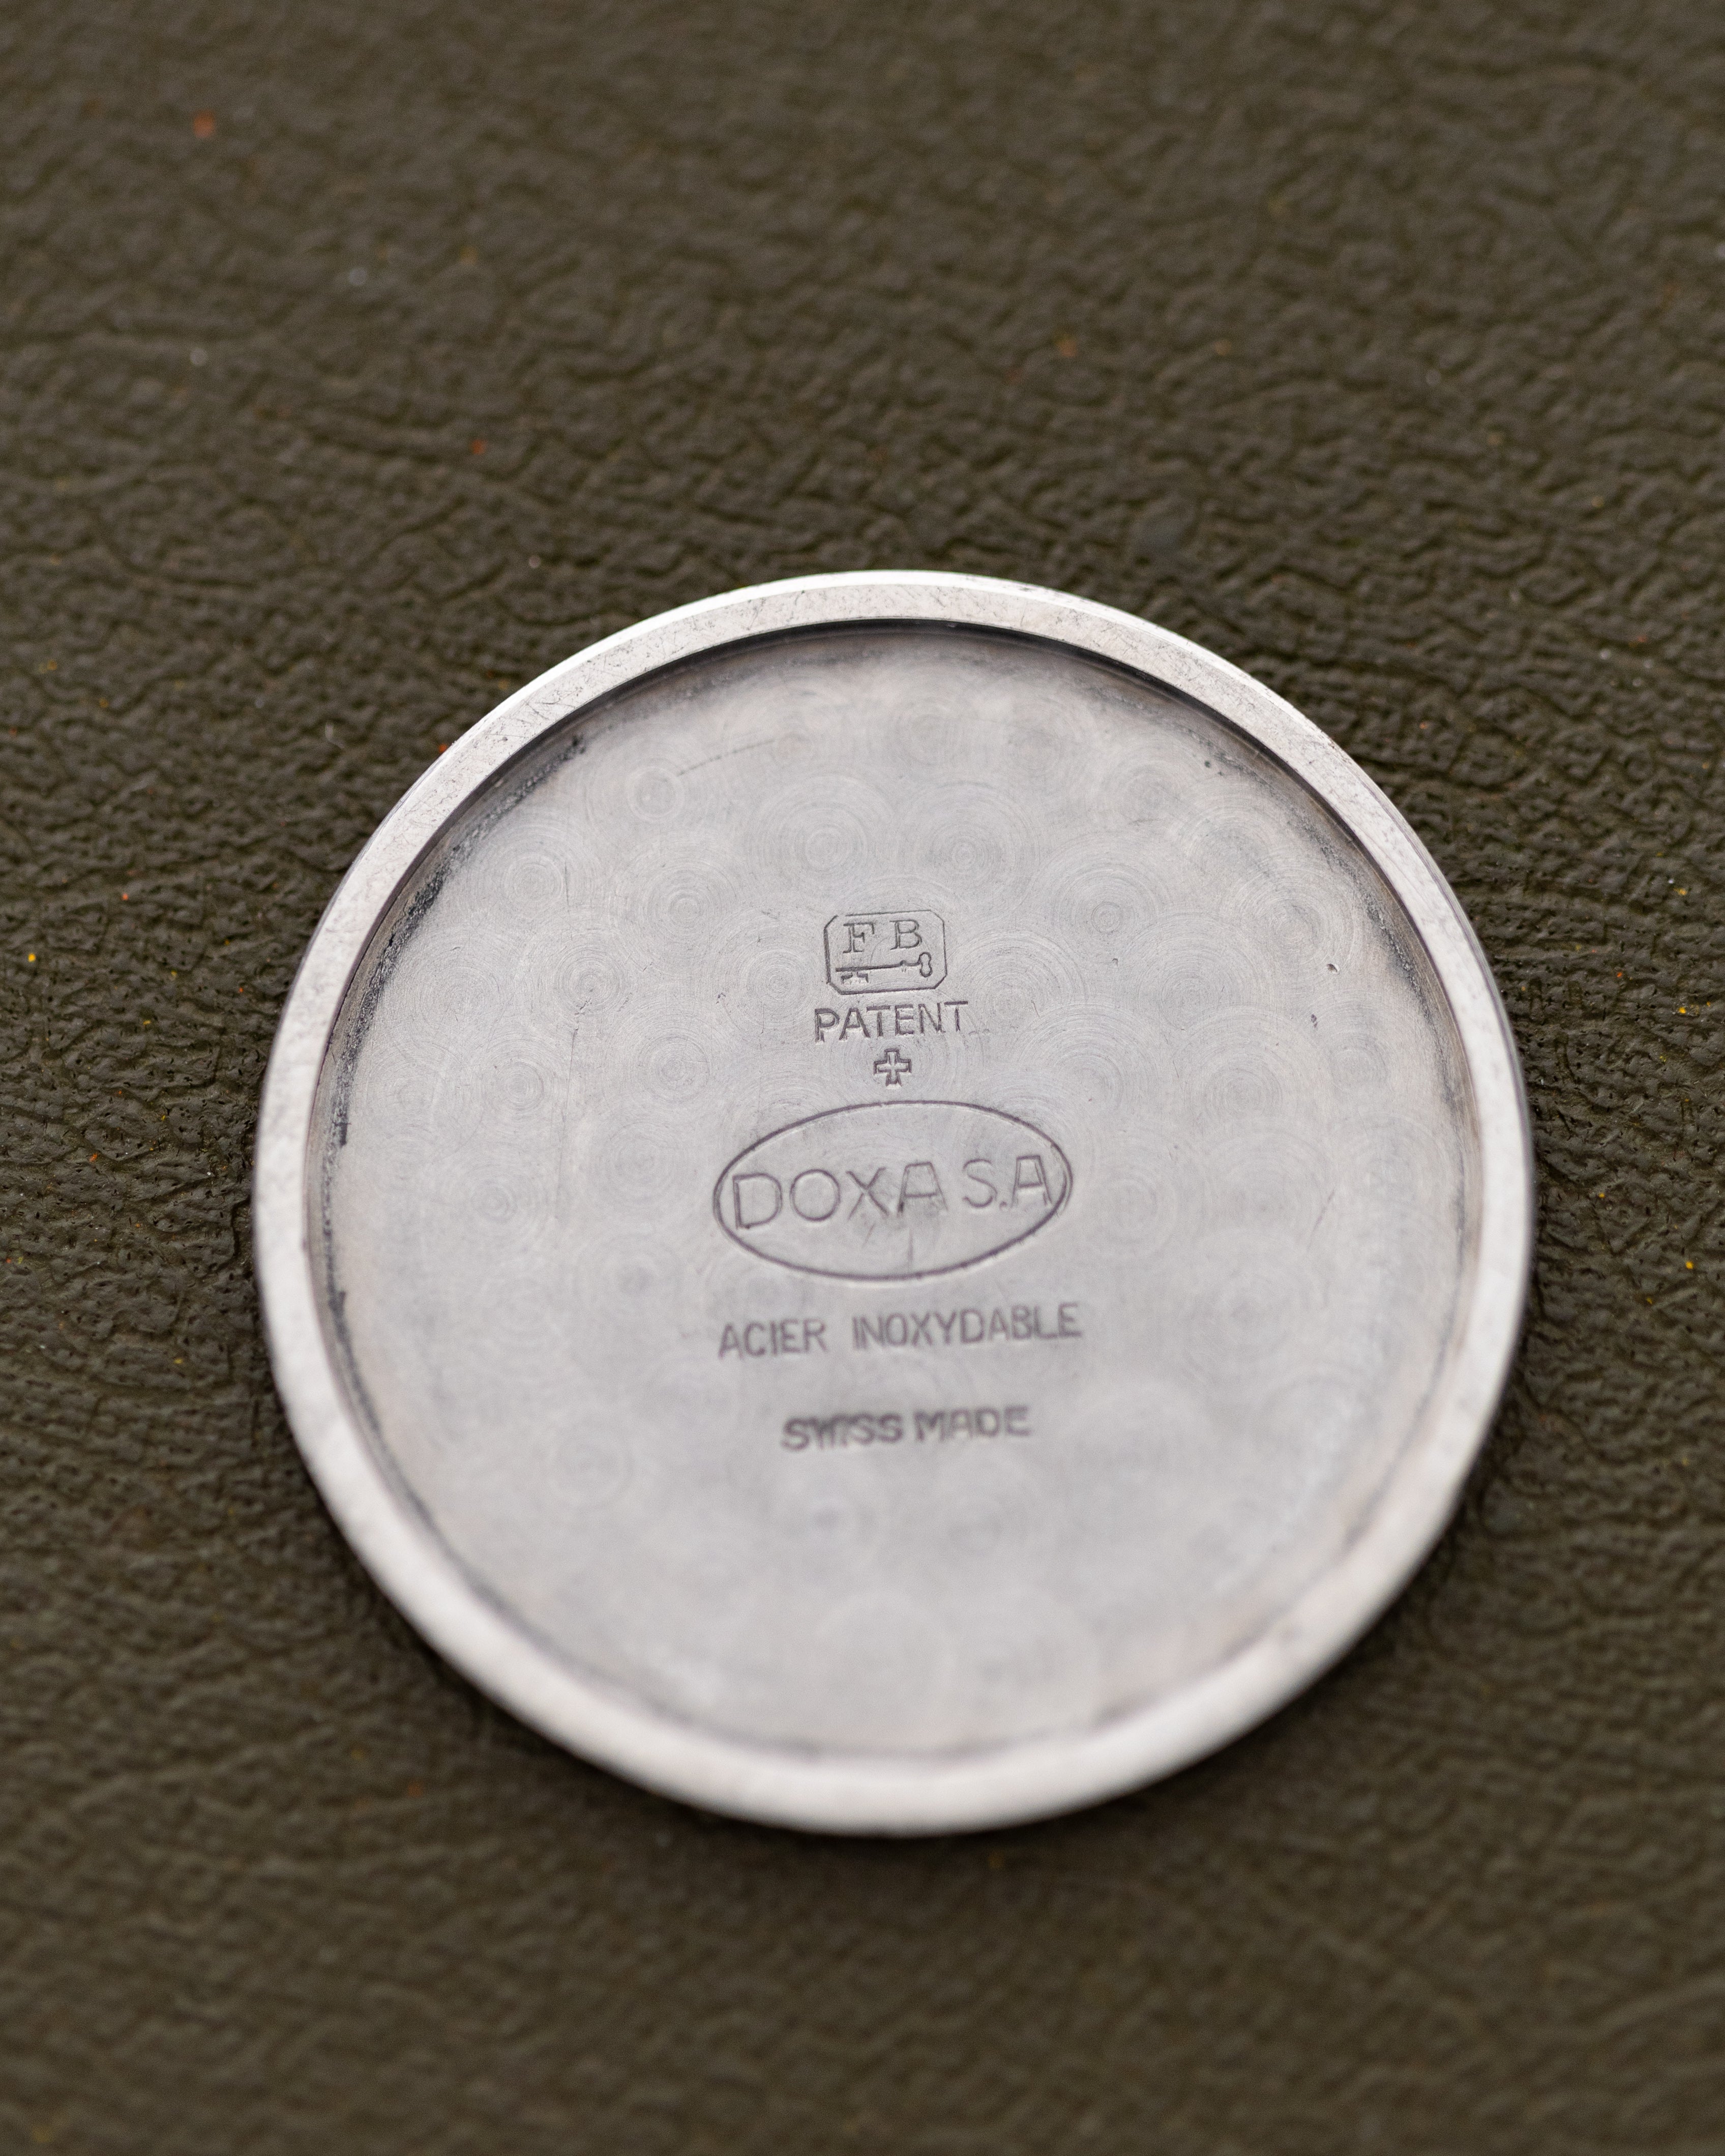 FB
PATENT
DOXA S.A
ACIER INOXYDABLE
SWISS MADE